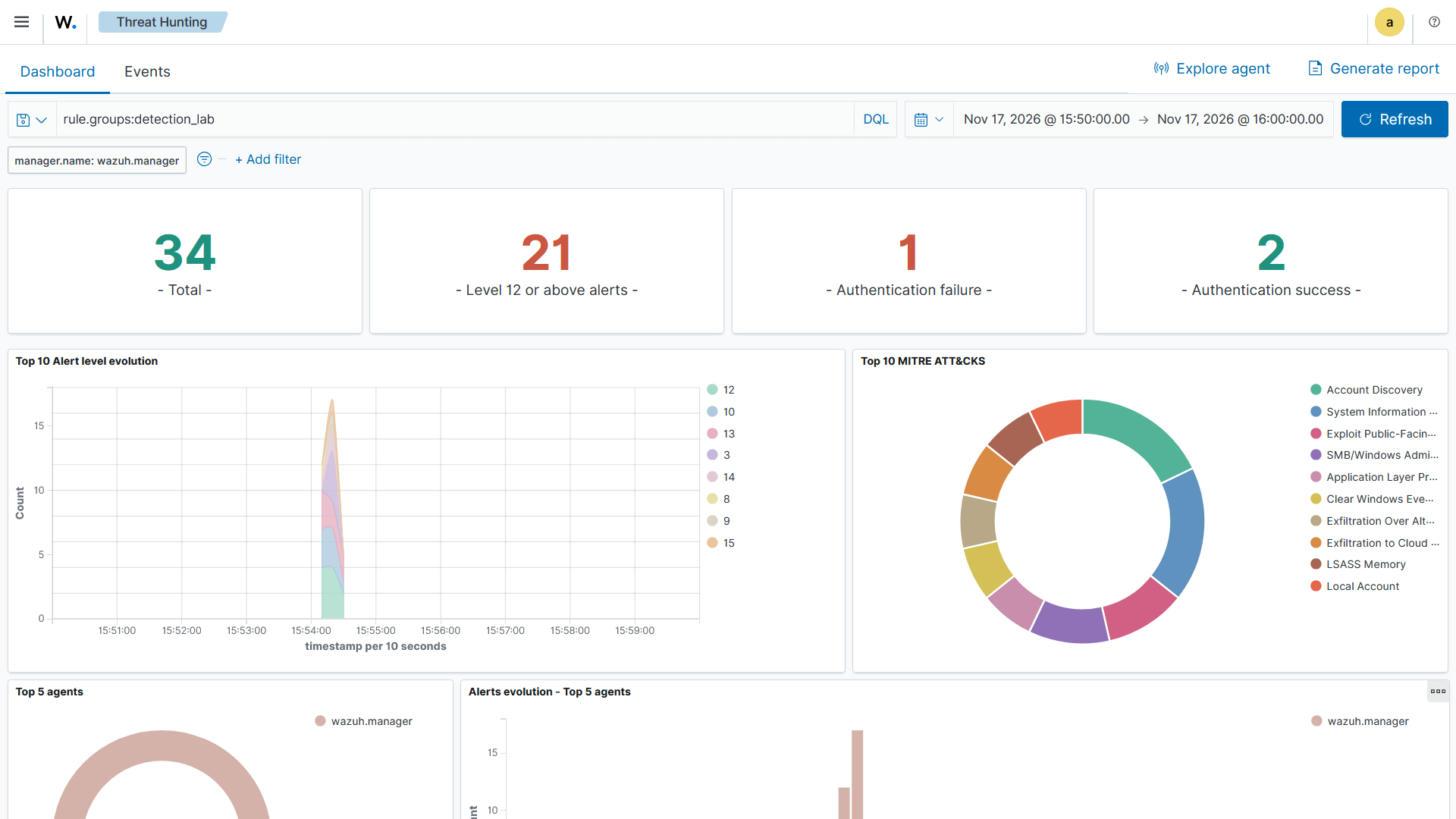 W. Threat Hunting a
Dashboard Events Explore agent Generate report
rule.groups:detection_lab DQL Nov 17, 2026 @ 15:50:00.00 → Nov 17, 2026 @ 16:00:00.00 Refresh
manager.name: wazuh.manager + Add filter
34 21 1 2
- Total - - Level 12 or above alerts - - Authentication failure - - Authentication success -
Top 10 Alert level evolution
Count
15
10
5
0
15:51:00 15:52:00 15:53:00 15:54:00 15:55:00 15:56:00 15:57:00 15:58:00 15:59:00
timestamp per 10 seconds
12
10
13
3
14
8
9
15
Top 10 MITRE ATT&CKS
Account Discovery
System Information ...
Exploit Public-Facin...
SMB/Windows Admi...
Application Layer Pr...
Clear Windows Eve...
Exfiltration Over Alt...
Exfiltration to Cloud ...
LSASS Memory
Local Account
Top 5 agents
wazuh.manager
Alerts evolution - Top 5 agents
15
10
wazuh.manager